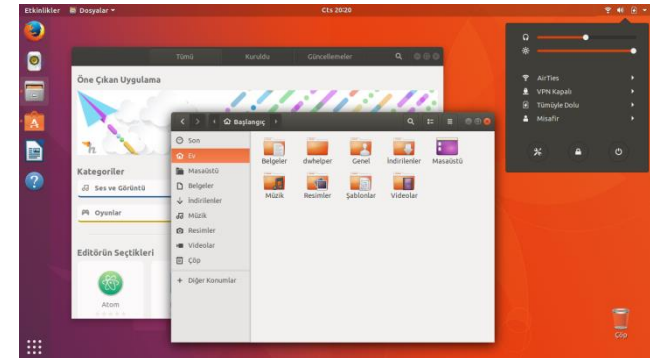 Etkinlikler Dosyalar Cts 20:20
Tümü Kuruldu Güncellemeler
Öne Çıkan Uygulama
Kategoriler
Ses ve Görüntü
Oyunlar
Editörün Seçtikleri
Atom
Başlangıç
Son
Ev
Masaüstü
Belgeler
İndirilenler
Müzik
Resimler
Videolar
Çöp
+ Diğer Konumlar
Belgeler dwhelper Genel İndirilenler Masaüstü
Müzik Resimler Şablonlar Videolar
AirTies
VPN Kapalı
Tümüyle Dolu
Misafir
Çöp